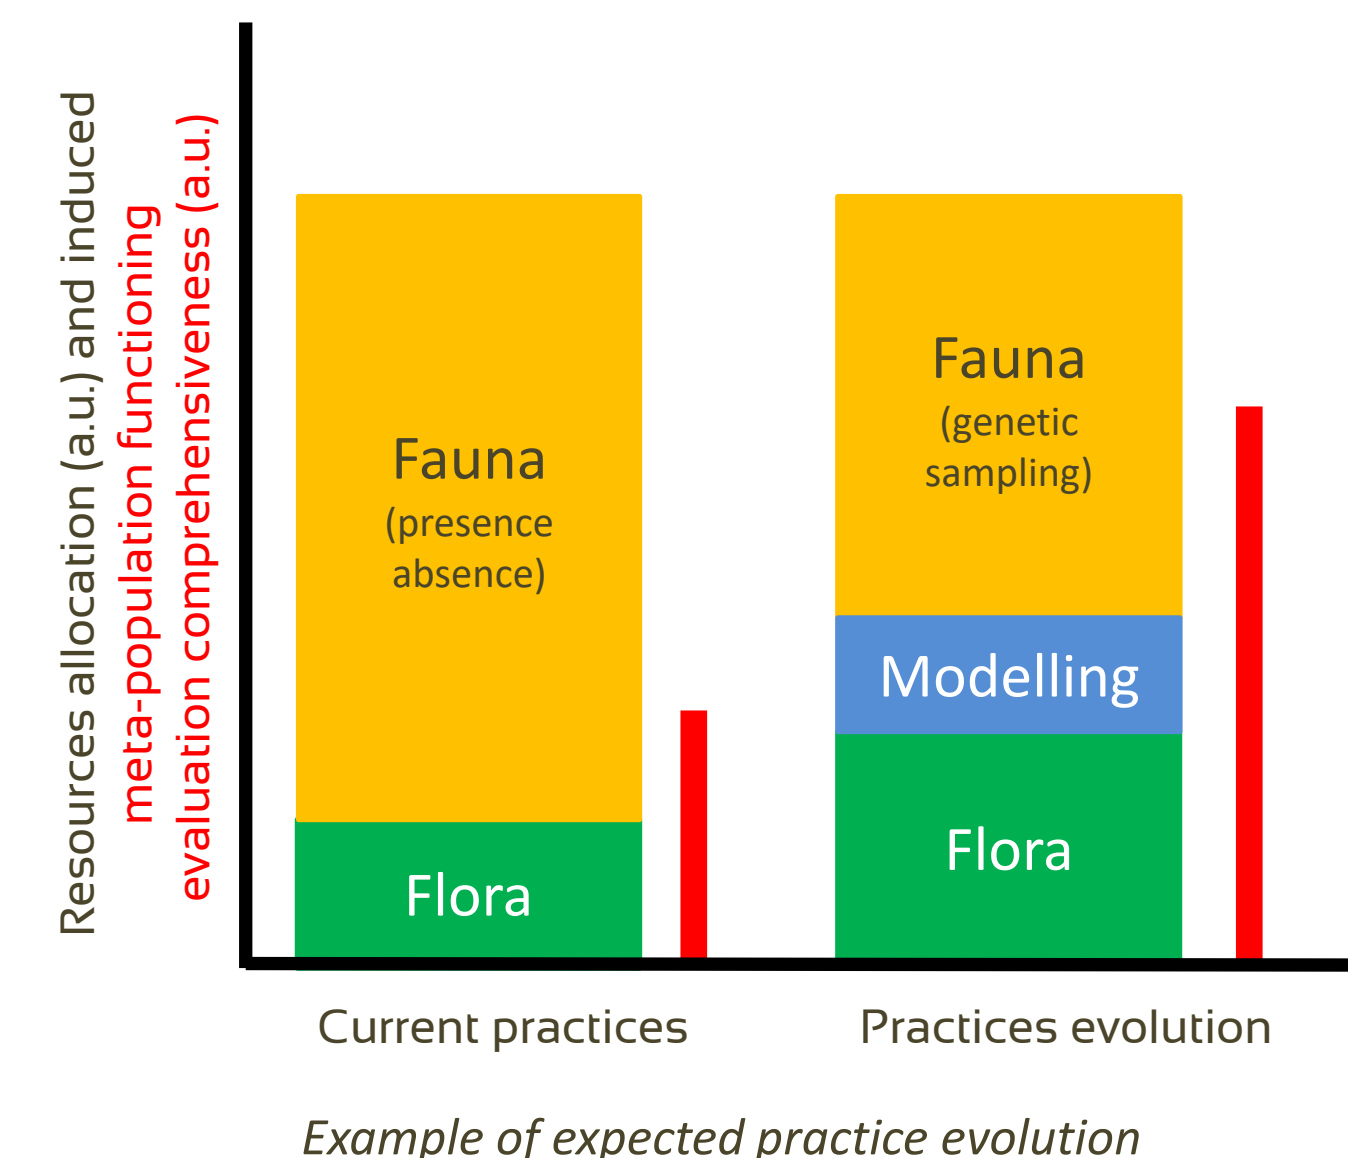 Resources allocation (a.u.) and induced
meta-population functioning
evaluation comprehensiveness (a.u.)
Fauna
(presence
absence)
Flora
Fauna
(genetic
sampling)
Modelling
Flora
Current practices
Practices evolution
Example of expected practice evolution